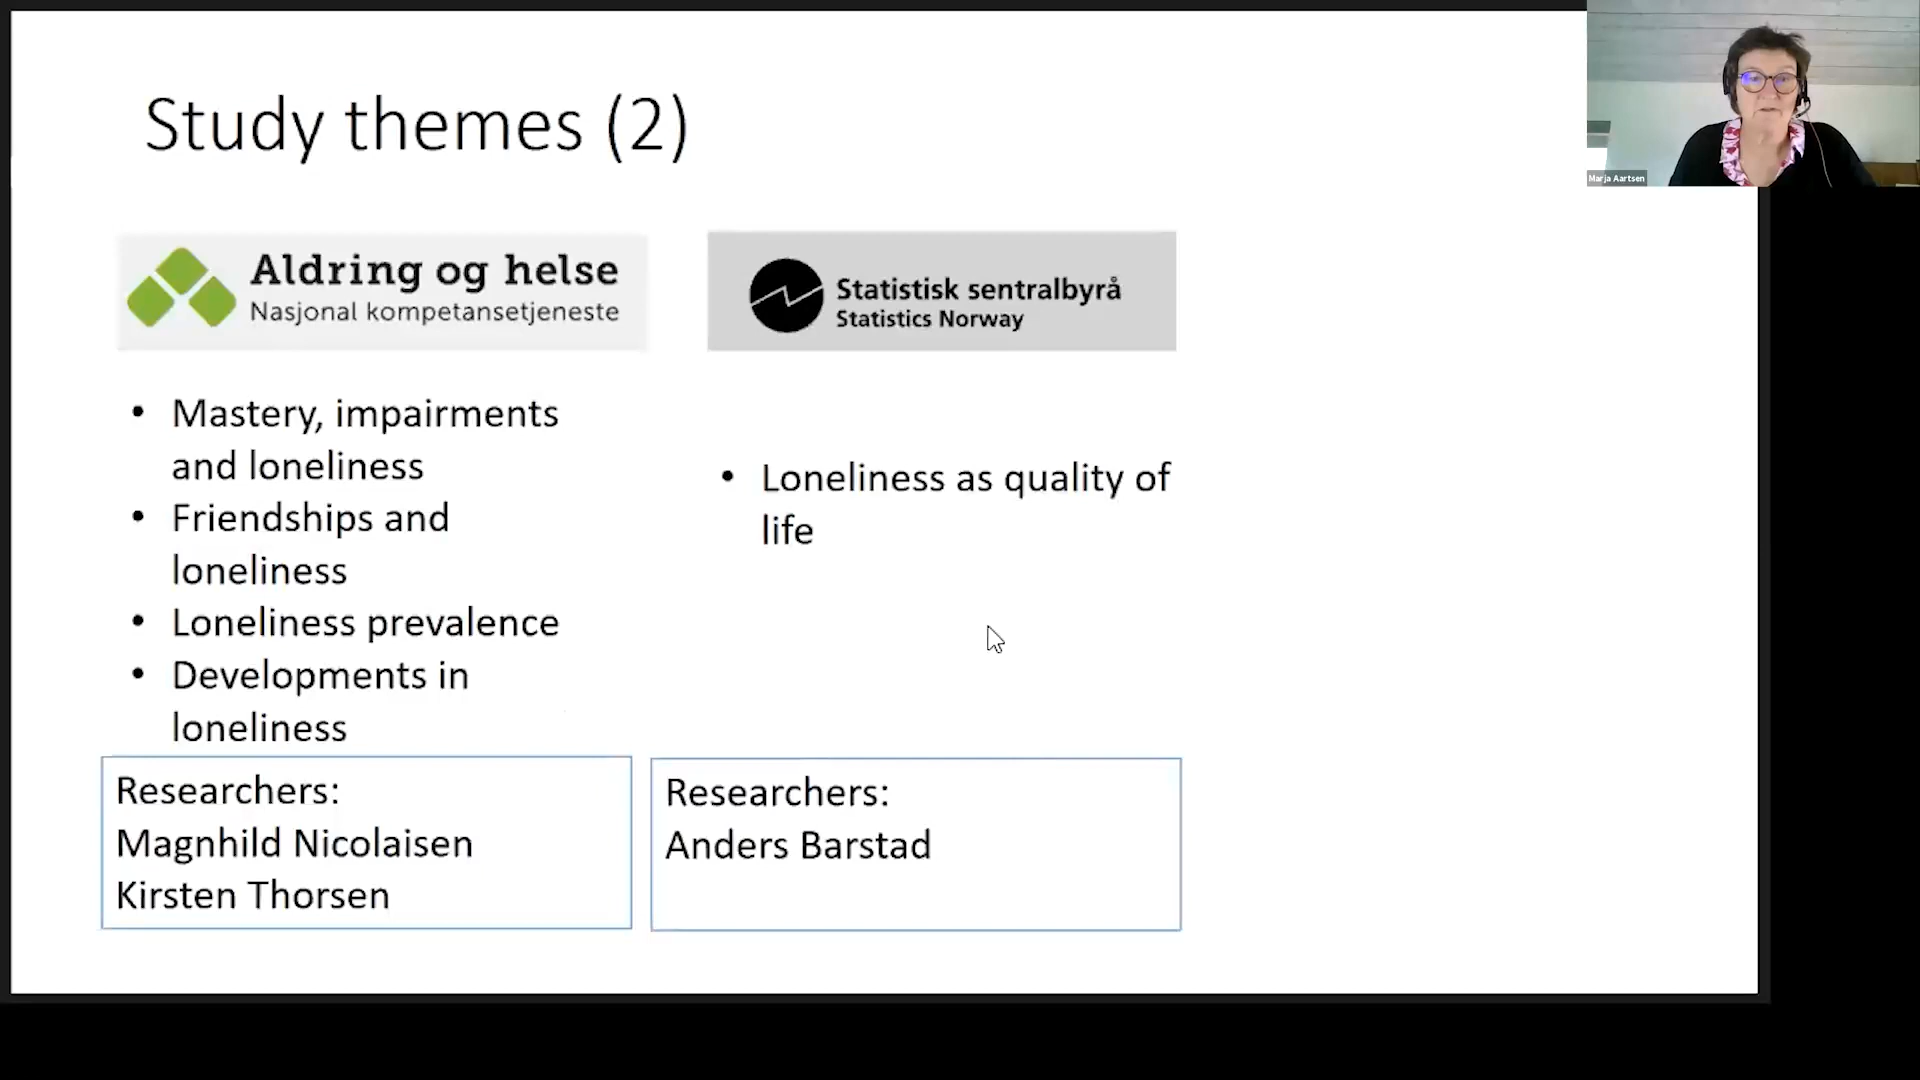 Study themes (2)
Marja Aartsen
Aldring og helse
Nasjonal kompetansetjeneste
Statistisk sentralbyrå
Statistics Norway
• Mastery, impairments
and loneliness
• Friendships and
loneliness
• Loneliness prevalence
• Developments in
loneliness
• Loneliness as quality of
life
Researchers:
Magnhild Nicolaisen
Kirsten Thorsen
Researchers:
Anders Barstad